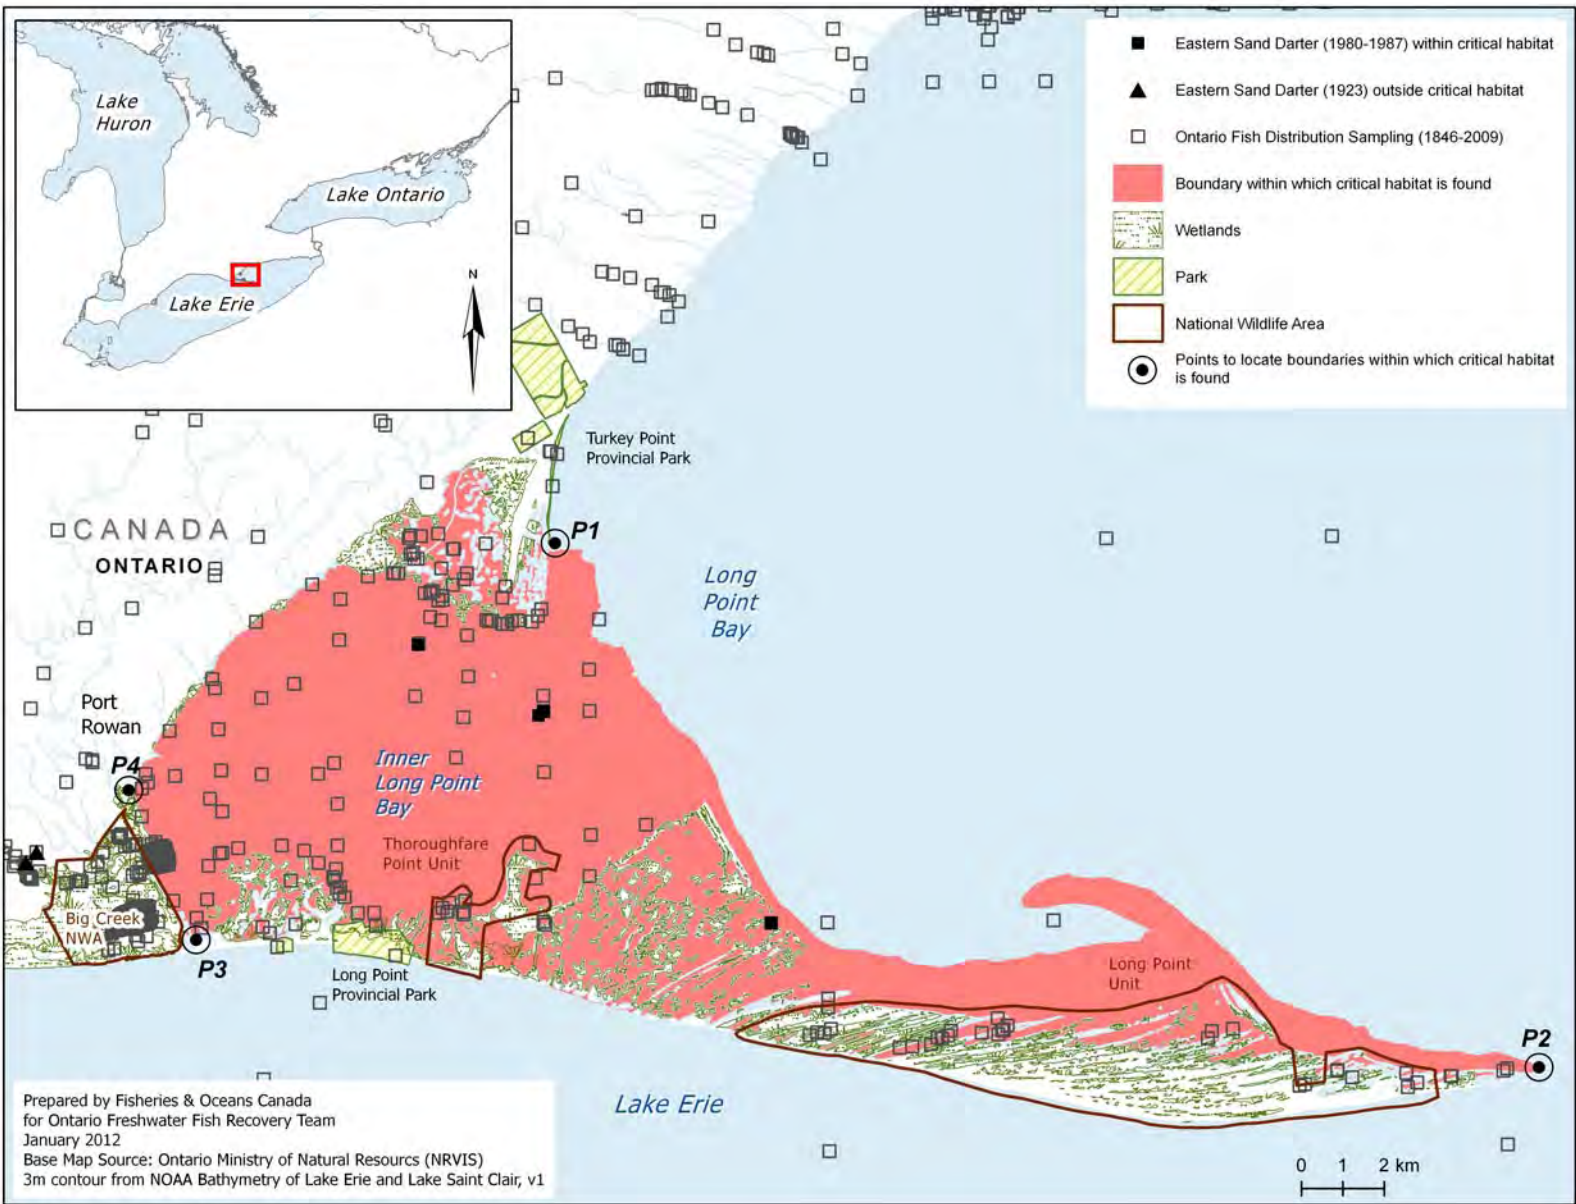 Lake
Huron
Lake Ontario
Lake Erie
N
Eastern Sand Darter (1980-1987) within critical habitat
Eastern Sand Darter (1923) outside critical habitat
Ontario Fish Distribution Sampling (1846-2009)
Boundary within which critical habitat is found
Wetlands
Park
National Wildlife Area
Points to locate boundaries within which critical habitat
is found
Turkey Point
Provincial Park
CANADA
ONTARIO
P1
Long
Point
Bay
Port
Rowan
P4
Inner
Long Point
Bay
Thoroughfare
Point Unit
Big Creek
NWA
P3
Long Point
Provincial Park
Long Point
Unit
P2
Lake Erie
Prepared by Fisheries & Oceans Canada
for Ontario Freshwater Fish Recovery Team
January 2012
Base Map Source: Ontario Ministry of Natural Resourcs (NRVIS)
3m contour from NOAA Bathymetry of Lake Erie and Lake Saint Clair, v1
0 1 2 km